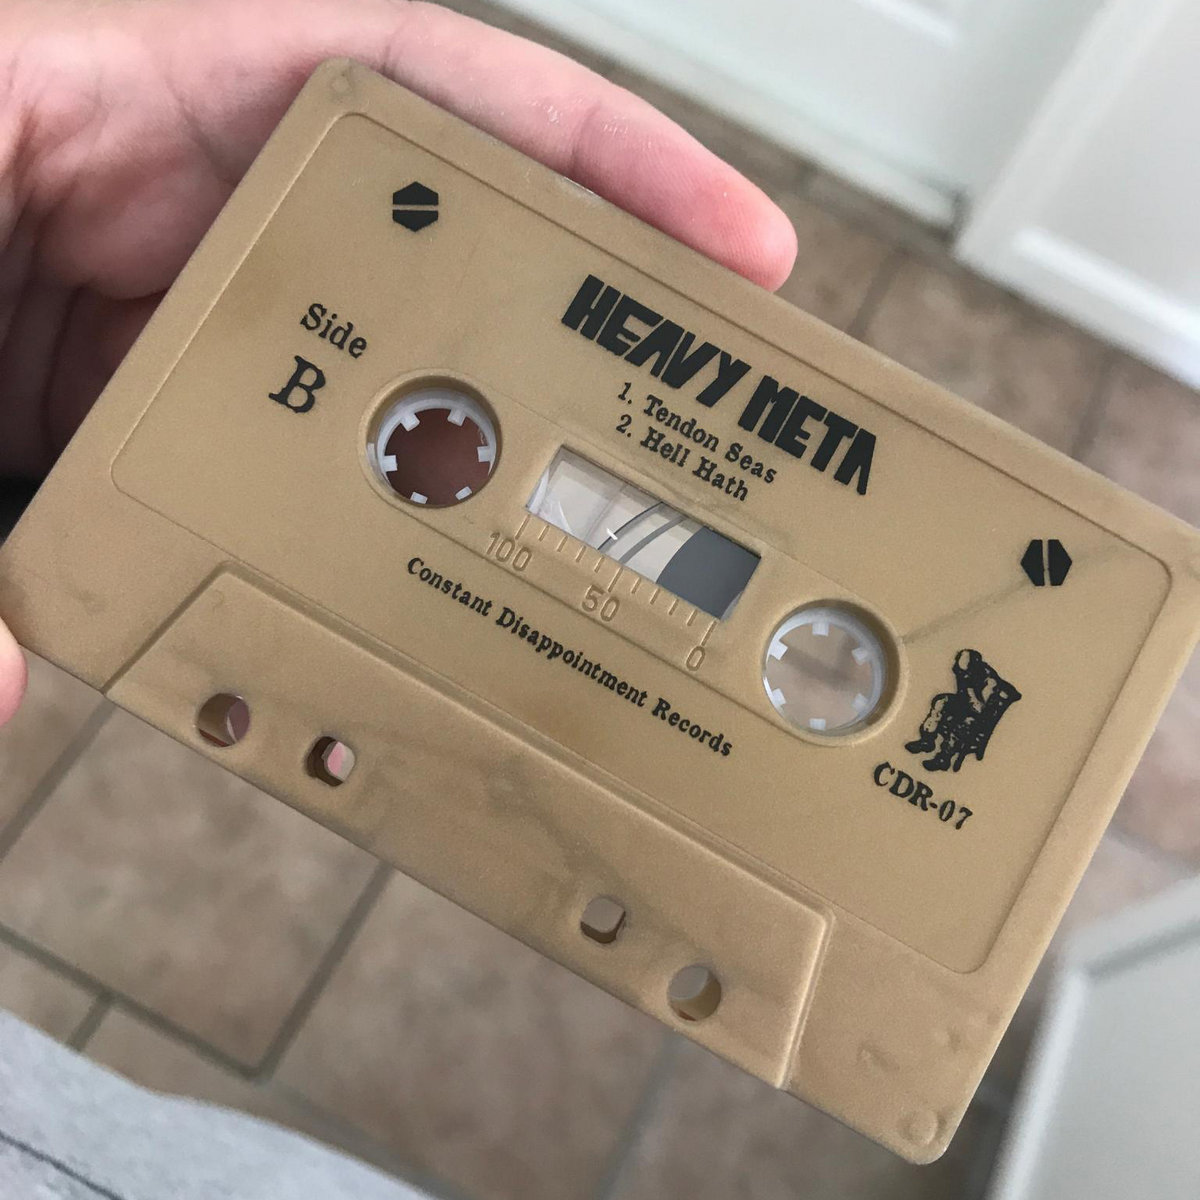 HEAVY META
1. Tendon Seas
2. Hell Hath
Side
B
100 50 0
Constant Disappointment Records
CDR-07